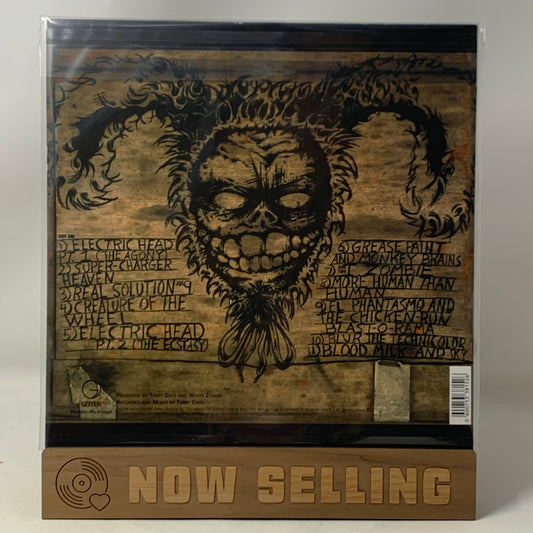 1) ELECTRIC HEAD
PT. 1 (THE AGONY)
2) SUPER-CHARGER
HEAVEN
3) REAL SOLUTION #9
4) CREATURE OF THE
WHEEL
5) ELECTRIC HEAD
PT. 2 (THE ECSTASY)
6) GREASE PAINT
AND MONKEY BRAINS
7) I, ZOMBIE
8) MORE HUMAN THAN
HUMAN
9) EL PHANTASMO AND
THE CHICKEN-RUN
BLAST-O-RAMA
10) BLUR THE TECHNICOLOR
11) BLOOD, MILK AND SKY
GEFFEN
PRODUCED BY TERRY DATE AND WHITE ZOMBIE
RECORDED AND MIXED BY TERRY DATE
NOW SELLING